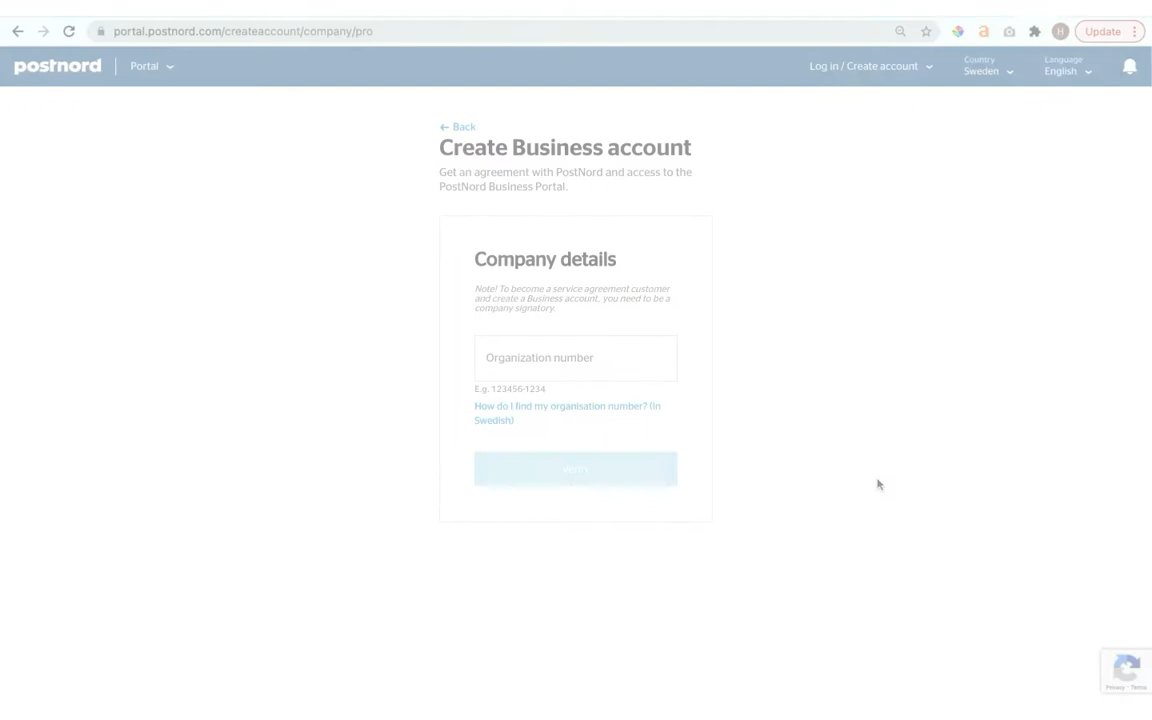 portal.postnord.com/createaccount/company/pro
H
Update
postnord
Portal
Log in / Create account
Country
Sweden
Language
English
← Back
Create Business account
Get an agreement with PostNord and access to the
PostNord Business Portal.
Company details
Note! To become a service agreement customer
and create a Business account, you need to be a
company signatory.
Organization number
E.g. 123456-1234
How do I find my organisation number? (in
Swedish)
Verify
Privacy - Terms